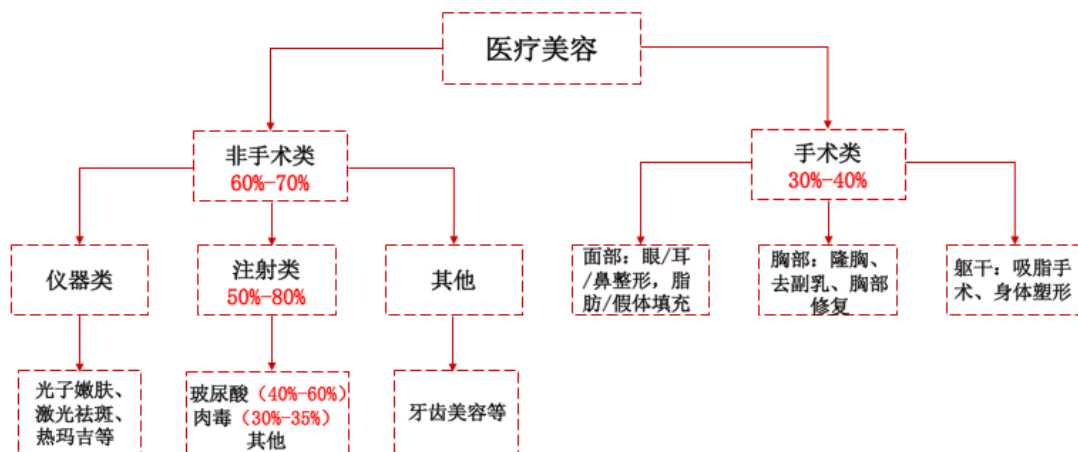 医疗美容
非手术类
60%-70%
手术类
30%-40%
仪器类
注射类
50%-80%
其他
面部：眼/耳
/鼻整形，脂
肪/假体填充
胸部：隆胸、
去副乳、胸部
修复
躯干：吸脂手
术、身体塑形
光子嫩肤、
激光祛斑、
热玛吉等
玻尿酸（40%-60%）
肉毒（30%-35%）
其他
牙齿美容等